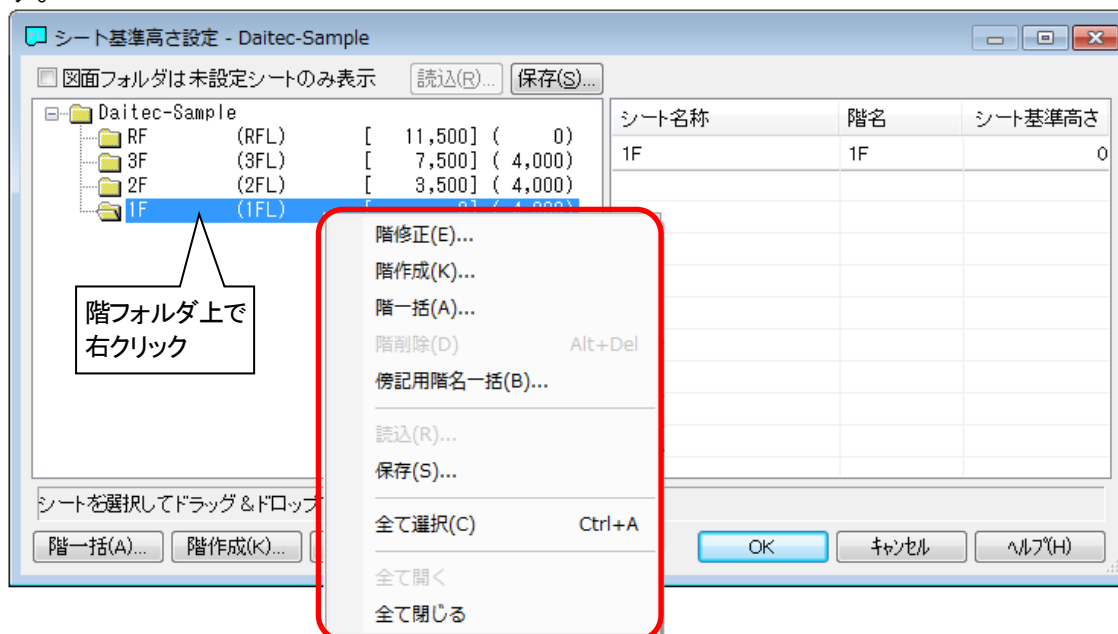 シート基準高さ設定 - Daitec-Sample
図面フォルダは未設定シートのみ表示 読込(R)... 保存(S)...
Daitec-Sample
RF (RFL) [ 11,500] ( 0)
3F (3FL) [ 7,500] ( 4,000)
2F (2FL) [ 3,500] ( 4,000)
1F (1FL) [ 0] ( 4,000)
シート名称 階名 シート基準高さ
1F 1F 0
階フォルダ上で
右クリック
階修正(E)...
階作成(K)...
階一括(A)...
階削除(D) Alt+Del
傍記用階名一括(B)...
読込(R)...
保存(S)...
全て選択(C) Ctrl+A
全て開く
全て閉じる
シートを選択してドラッグ&ドロップ
階一括(A)... 階作成(K)... OK キャンセル ヘルプ(H)